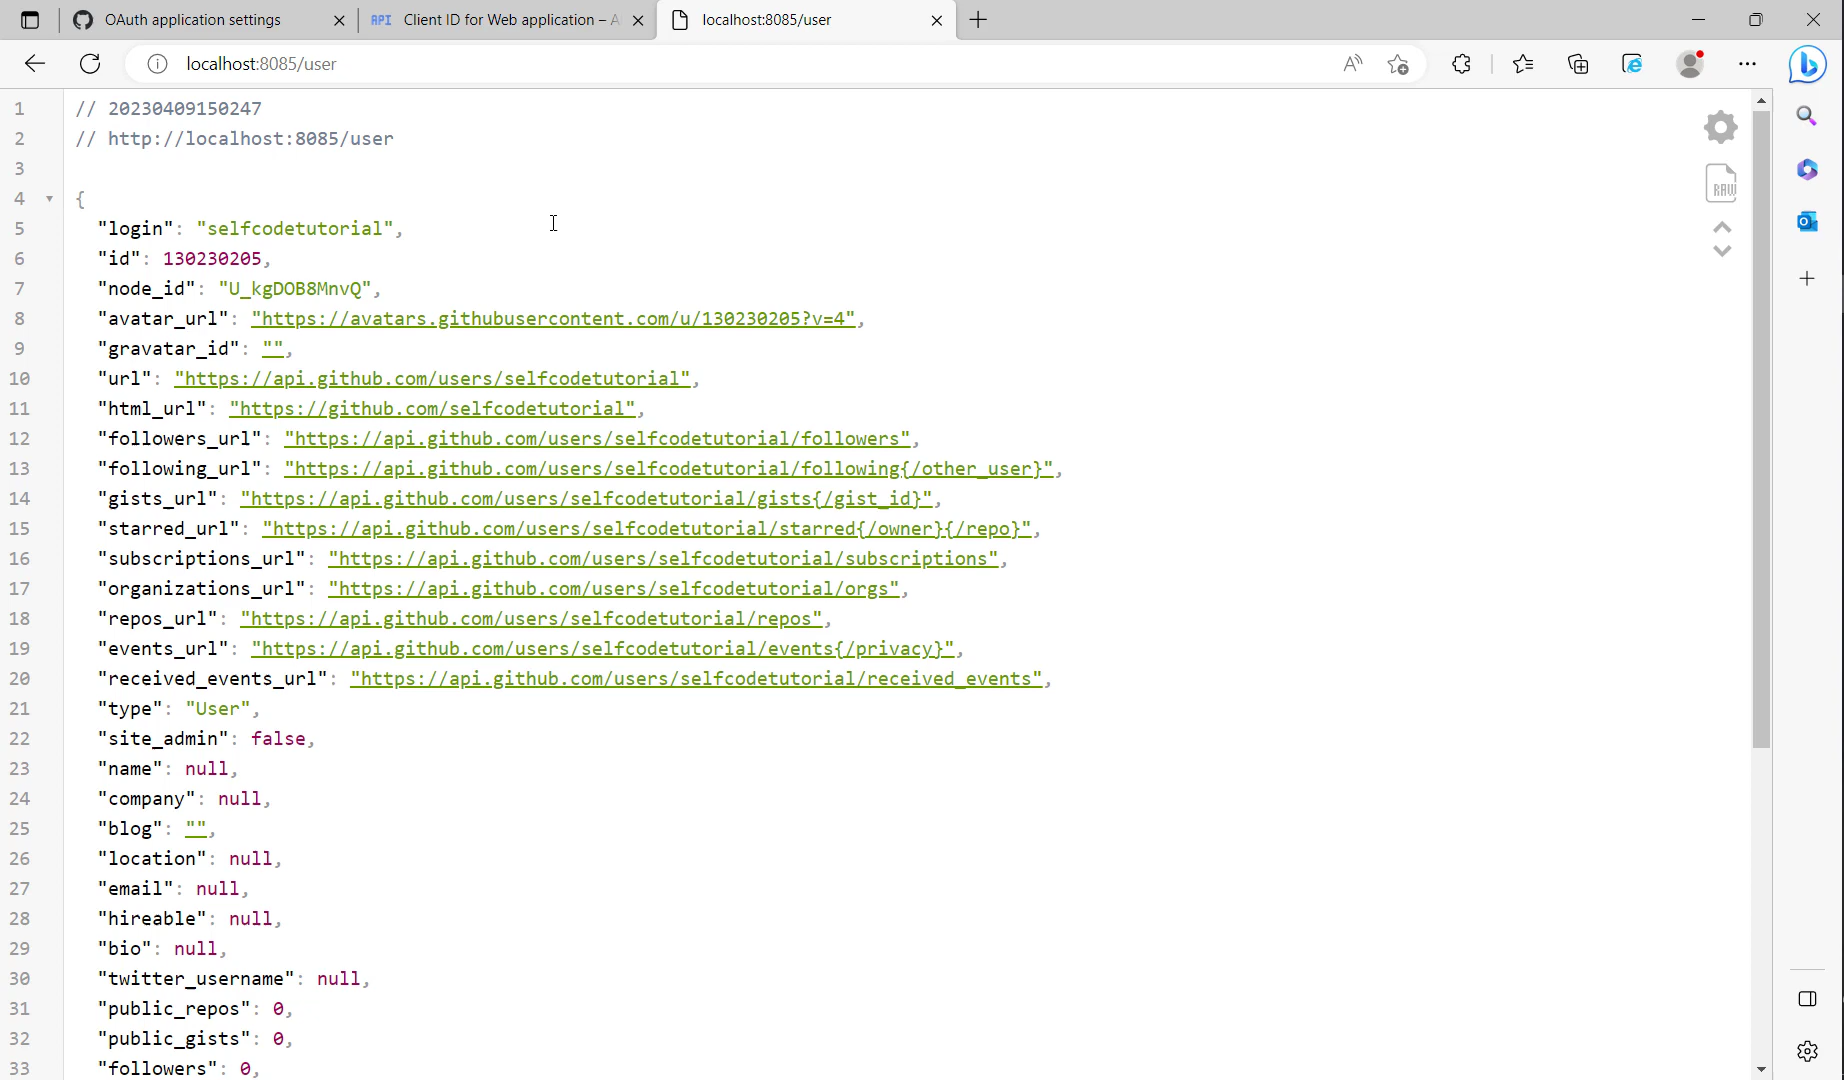 OAuth application settings
API Client ID for Web application – A
localhost:8085/user
localhost:8085/user
1 // 20230409150247
2 // http://localhost:8085/user
3
4 {
5 "login": "selfcodetutorial",
6 "id": 130230205,
7 "node_id": "U_kgDOB8MnvQ",
8 "avatar_url": "https://avatars.githubusercontent.com/u/130230205?v=4",
9 "gravatar_id": "",
10 "url": "https://api.github.com/users/selfcodetutorial",
11 "html_url": "https://github.com/selfcodetutorial",
12 "followers_url": "https://api.github.com/users/selfcodetutorial/followers",
13 "following_url": "https://api.github.com/users/selfcodetutorial/following{/other_user}",
14 "gists_url": "https://api.github.com/users/selfcodetutorial/gists{/gist_id}",
15 "starred_url": "https://api.github.com/users/selfcodetutorial/starred{/owner}{/repo}",
16 "subscriptions_url": "https://api.github.com/users/selfcodetutorial/subscriptions",
17 "organizations_url": "https://api.github.com/users/selfcodetutorial/orgs",
18 "repos_url": "https://api.github.com/users/selfcodetutorial/repos",
19 "events_url": "https://api.github.com/users/selfcodetutorial/events{/privacy}",
20 "received_events_url": "https://api.github.com/users/selfcodetutorial/received_events",
21 "type": "User",
22 "site_admin": false,
23 "name": null,
24 "company": null,
25 "blog": "",
26 "location": null,
27 "email": null,
28 "hireable": null,
29 "bio": null,
30 "twitter_username": null,
31 "public_repos": 0,
32 "public_gists": 0,
33 "followers": 0,
RAW